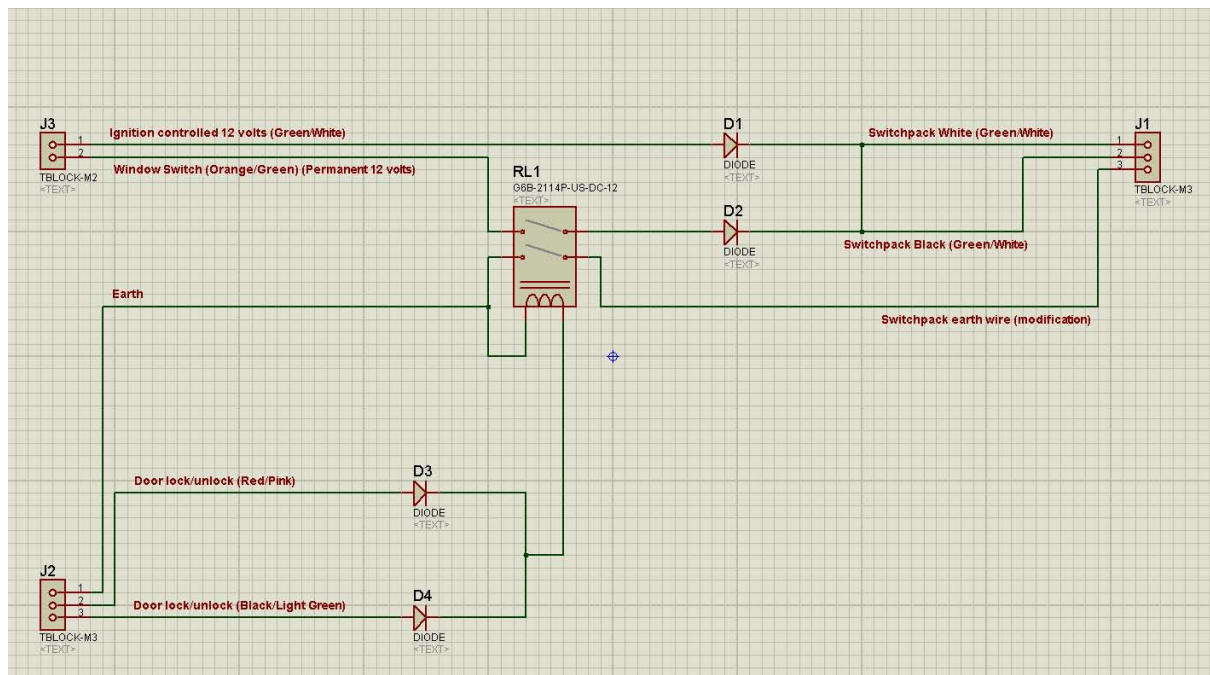 J3
1
2
Ignition controlled 12 volts (Green/White)
Window Switch (Orange/Green) (Permanent 12 volts)
TBLOCK-M2
<TEXT>
RL1
G6B-2114P-US-DC-12
<TEXT>
D1
DIODE
<TEXT>
D2
DIODE
<TEXT>
Switchpack White (Green/White)
Switchpack Black (Green/White)
J1
1
2
3
TBLOCK-M3
<TEXT>
Earth
Switchpack earth wire (modification)
Door lock/unlock (Red/Pink)
D3
DIODE
<TEXT>
J2
1
2
3
TBLOCK-M3
<TEXT>
Door lock/unlock (Black/Light Green)
D4
DIODE
<TEXT>